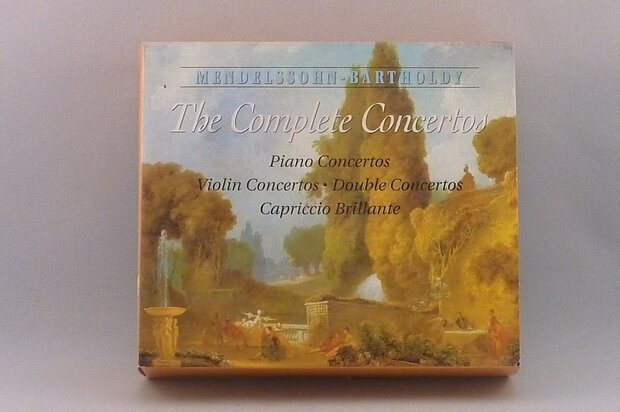 MENDELSSOHN-BARTHOLDY
The Complete Concertos
Piano Concertos
Violin Concertos • Double Concertos
Capriccio Brillante